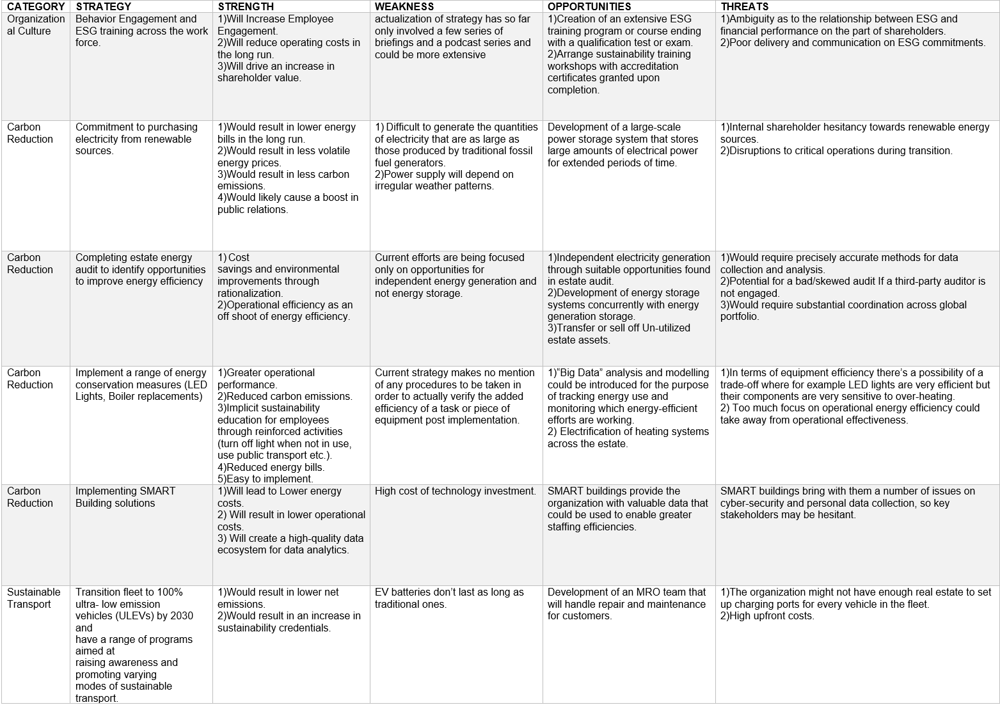 CATEGORY STRATEGY STRENGTH WEAKNESS OPPORTUNITIES THREATS
Organization
al Culture
Behavior Engagement and
ESG training across the work
force.
1)Will Increase Employee
Engagement.
2)Will reduce operating costs in
the long run.
3)Will drive an increase in
shareholder value.
actualization of strategy has so far
only involved a few series of
briefings and a podcast series and
could be more extensive
1)Creation of an extensive ESG
training program or course ending
with a qualification test or exam.
2)Arrange sustainability training
workshops with accreditation
certificates granted upon
completion.
1)Ambiguity as to the relationship between ESG and
financial performance on the part of shareholders.
2)Poor delivery and communication on ESG commitments.
Carbon
Reduction
Commitment to purchasing
electricity from renewable
sources.
1)Would result in lower energy
bills in the long run.
2)Would result in less volatile
energy prices.
3)Would result in less carbon
emissions.
4)Would likely cause a boost in
public relations.
1) Difficult to generate the quantities
of electricity that are as large as
those produced by traditional fossil
fuel generators.
2)Power supply will depend on
irregular weather patterns.
Development of a large-scale
power storage system that stores
large amounts of electrical power
for extended periods of time.
1)Internal shareholder hesitancy towards renewable energy
sources.
2)Disruptions to critical operations during transition.
Carbon
Reduction
Completing estate energy
audit to identify opportunities
to improve energy efficiency
1) Cost
savings and environmental
improvements through
rationalization.
2)Operational efficiency as an
off shoot of energy efficiency.
Current efforts are being focused
only on opportunities for
independent energy generation and
not energy storage.
1)Independent electricity generation
through suitable opportunities found
in estate audit.
2)Development of energy storage
systems concurrently with energy
generation storage.
3)Transfer or sell off Un-utilized
estate assets.
1)Would require precisely accurate methods for data
collection and analysis.
2)Potential for a bad/skewed audit If a third-party auditor is
not engaged.
3)Would require substantial coordination across global
portfolio.
Carbon
Reduction
Implement a range of energy
conservation measures (LED
Lights, Boiler replacements)
1)Greater operational
performance.
2)Reduced carbon emissions.
3)Implicit sustainability
education for employees
through reinforced activities
(turn off light when not in use,
use public transport etc.).
4)Reduced energy bills.
5)Easy to implement.
Current strategy makes no mention
of any procedures to be taken in
order to actually verify the added
efficiency of a task or piece of
equipment post implementation.
1)“Big Data” analysis and modelling
could be introduced for the purpose
of tracking energy use and
monitoring which energy-efficient
efforts are working.
2) Electrification of heating systems
across the estate.
1)In terms of equipment efficiency there’s a possibility of a
trade-off where for example LED lights are very efficient but
their components are very sensitive to over-heating.
2) Too much focus on operational energy efficiency could
take away from operational effectiveness.
Carbon
Reduction
Implementing SMART
Building solutions
1)Will lead to Lower energy
costs.
2) Will result in lower operational
costs.
3) Will create a high-quality data
ecosystem for data analytics.
High cost of technology investment.
SMART buildings provide the
organization with valuable data that
could be used to enable greater
staffing efficiencies.
SMART buildings bring with them a number of issues on
cyber-security and personal data collection, so key
stakeholders may be hesitant.
Sustainable
Transport
Transition fleet to 100%
ultra- low emission
vehicles (ULEVs) by 2030
and
have a range of programs
aimed at
raising awareness and
promoting varying
modes of sustainable
transport.
1)Would result in lower net
emissions.
2)Would result in an increase in
sustainability credentials.
EV batteries don’t last as long as
traditional ones.
Development of an MRO team that
will handle repair and maintenance
for customers.
1)The organization might not have enough real estate to set
up charging ports for every vehicle in the fleet.
2)High upfront costs.